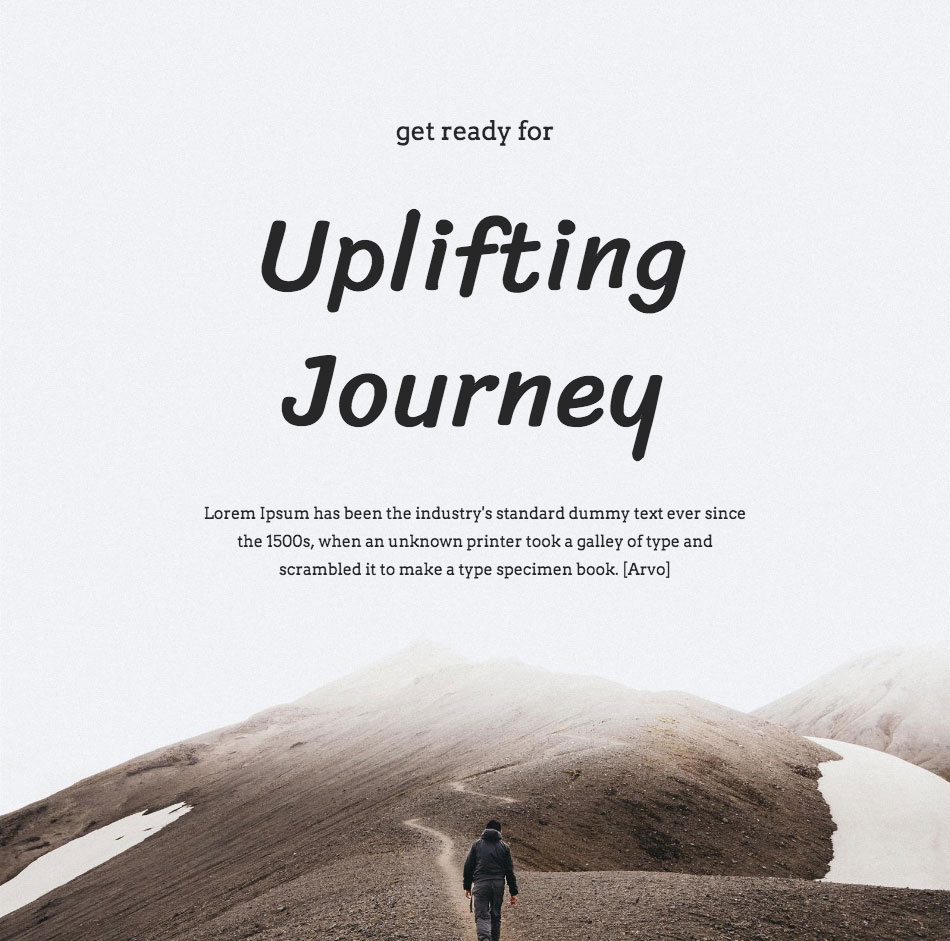 get ready for
Uplifting
Journey
Lorem Ipsum has been the industry's standard dummy text ever since
the 1500s, when an unknown printer took a galley of type and
scrambled it to make a type specimen book. [Arvo]